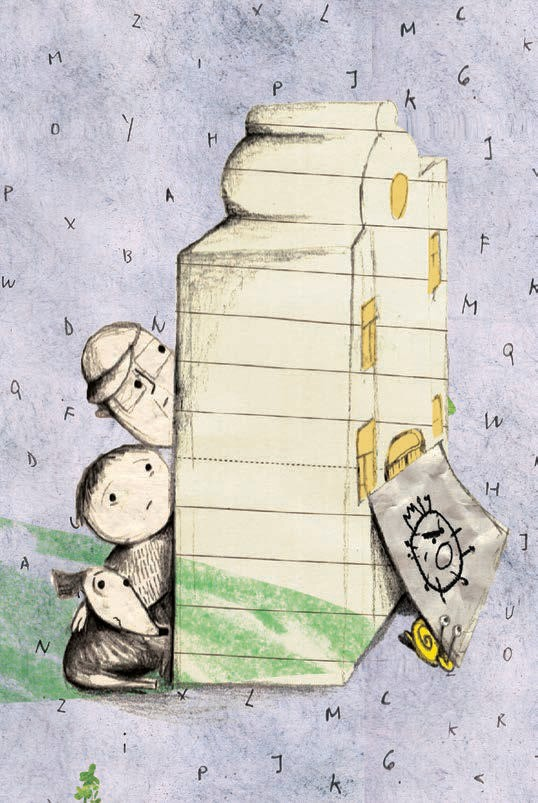 Z X L M C
M I P J 6 K
O Y H K J
P X A
B F
W M K
D N Q
Q F W
D H
J
A U
N O
Z X L M C
i P J K 6 K R